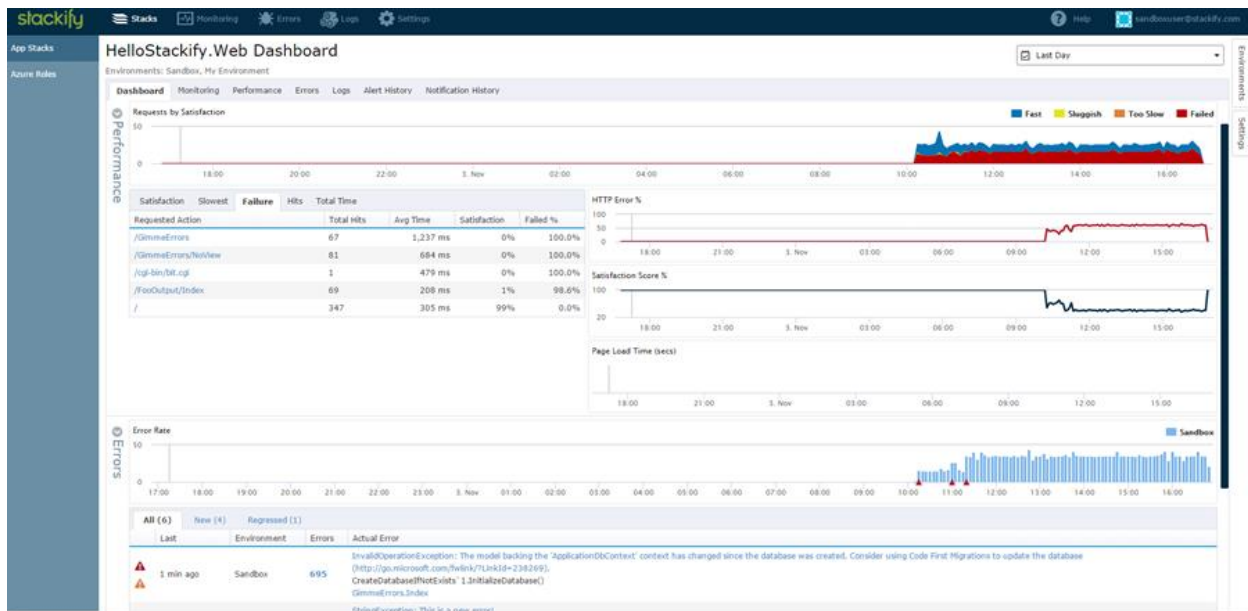 stackify Stacks Monitoring Errors Logs Settings Help sandboxuser@stackify.com
App Stacks
Azure Roles
HelloStackify.Web Dashboard
Last Day
Environments: Sandbox, My Environment
Environments
Settings
Dashboard Monitoring Performance Errors Logs Alert History Notification History
Performance
Requests by Satisfaction
Fast Sluggish Too Slow Failed
50
0
18:00 20:00 22:00 3. Nov 02:00 04:00 06:00 08:00 10:00 12:00 14:00 16:00
Satisfaction Slowest Failure Hits Total Time
Requested Action Total Hits Avg Time Satisfaction Failed %
/GimmeErrors 67 1,237 ms 0% 100.0%
/GimmeErrors/NoView 81 684 ms 0% 100.0%
/cgi-bin/bit.cgi 1 479 ms 0% 100.0%
/FooOutput/Index 69 208 ms 1% 98.6%
/ 347 305 ms 99% 0.0%
HTTP Error %
100
50
0
18:00 21:00 3. Nov 03:00 06:00 09:00 12:00 15:00
Satisfaction Score %
100
20
18:00 21:00 3. Nov 03:00 06:00 09:00 12:00 15:00
Page Load Time (secs)
18:00 21:00 3. Nov 03:00 06:00 09:00 12:00 15:00
Errors
Error Rate
Sandbox
50
0
17:00 18:00 19:00 20:00 21:00 22:00 23:00 3. Nov 01:00 02:00 03:00 04:00 05:00 06:00 07:00 08:00 09:00 10:00 11:00 12:00 13:00 14:00 15:00 16:00
All (6) New (4) Regressed (1)
Last Environment Errors Actual Error
InvalidOperationException: The model backing the 'ApplicationDbContext' context has changed since the database was created. Consider using Code First Migrations to update the database
(http://go.microsoft.com/fwlink/?LinkId=238269).
1 min ago Sandbox 695
CreateDatabaseIfNotExists`1.InitializeDatabase()
GimmeErrors.Index
StringException: This is a new error!